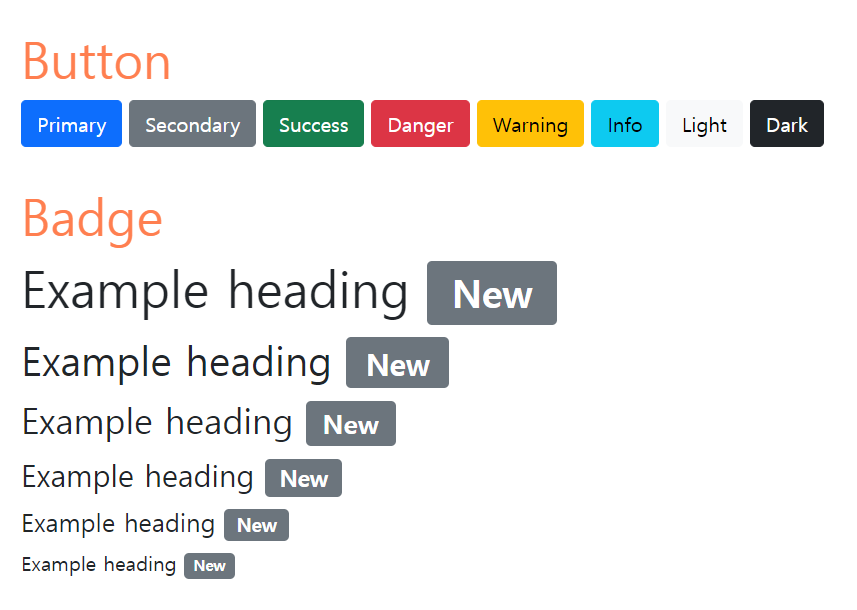 Button
Primary Secondary Success Danger Warning Info Light Dark
Badge
Example heading New
Example heading New
Example heading New
Example heading New
Example heading New
Example heading New